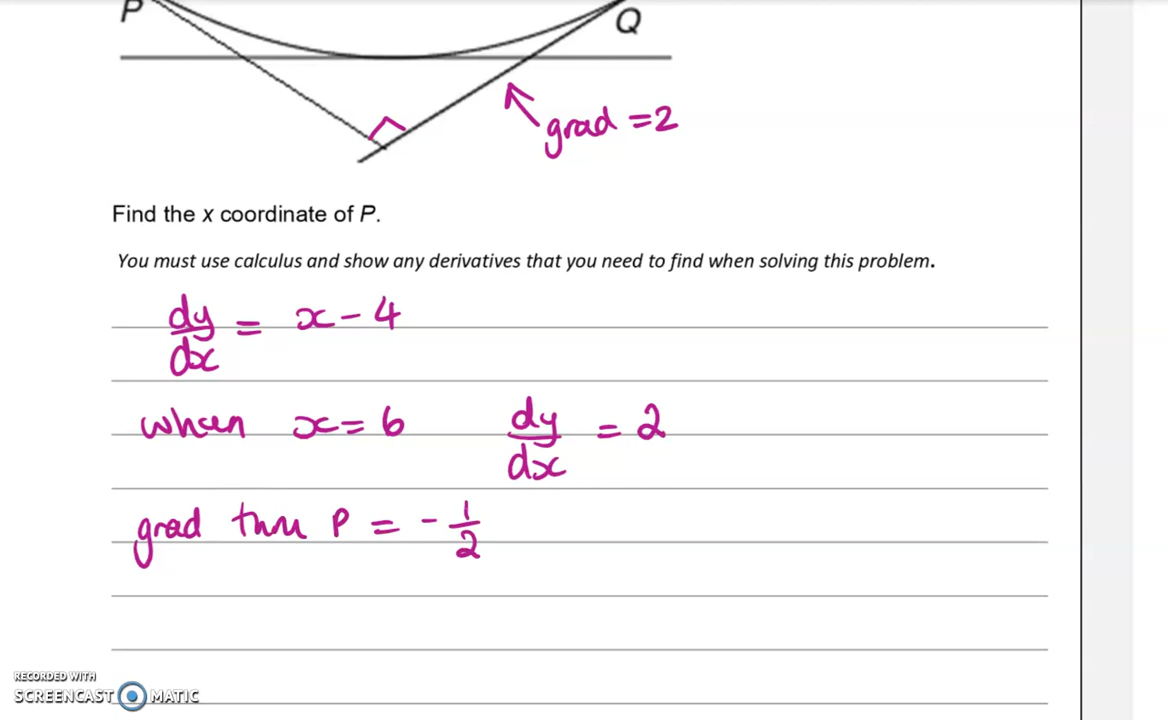 P
Q
grad =2
Find the x coordinate of P.
You must use calculus and show any derivatives that you need to find when solving this problem.
dy/dx = x - 4
when x = 6 dy/dx = 2
grad thru P = - 1/2
RECORDED WITH
SCREENCAST MATIC